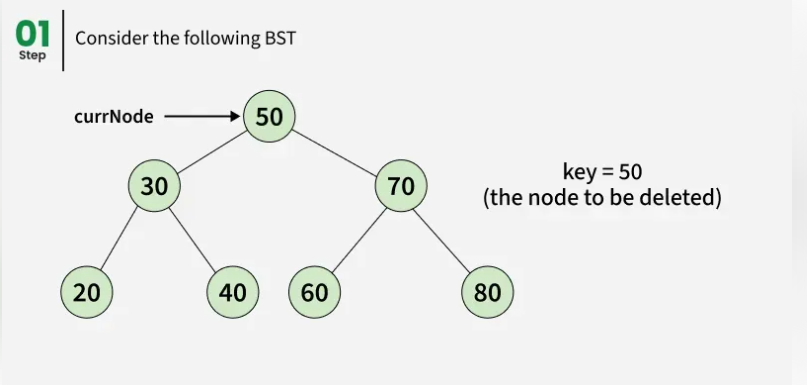 01
Step
Consider the following BST
currNode
50
30
70
key = 50
(the node to be deleted)
20
40
60
80